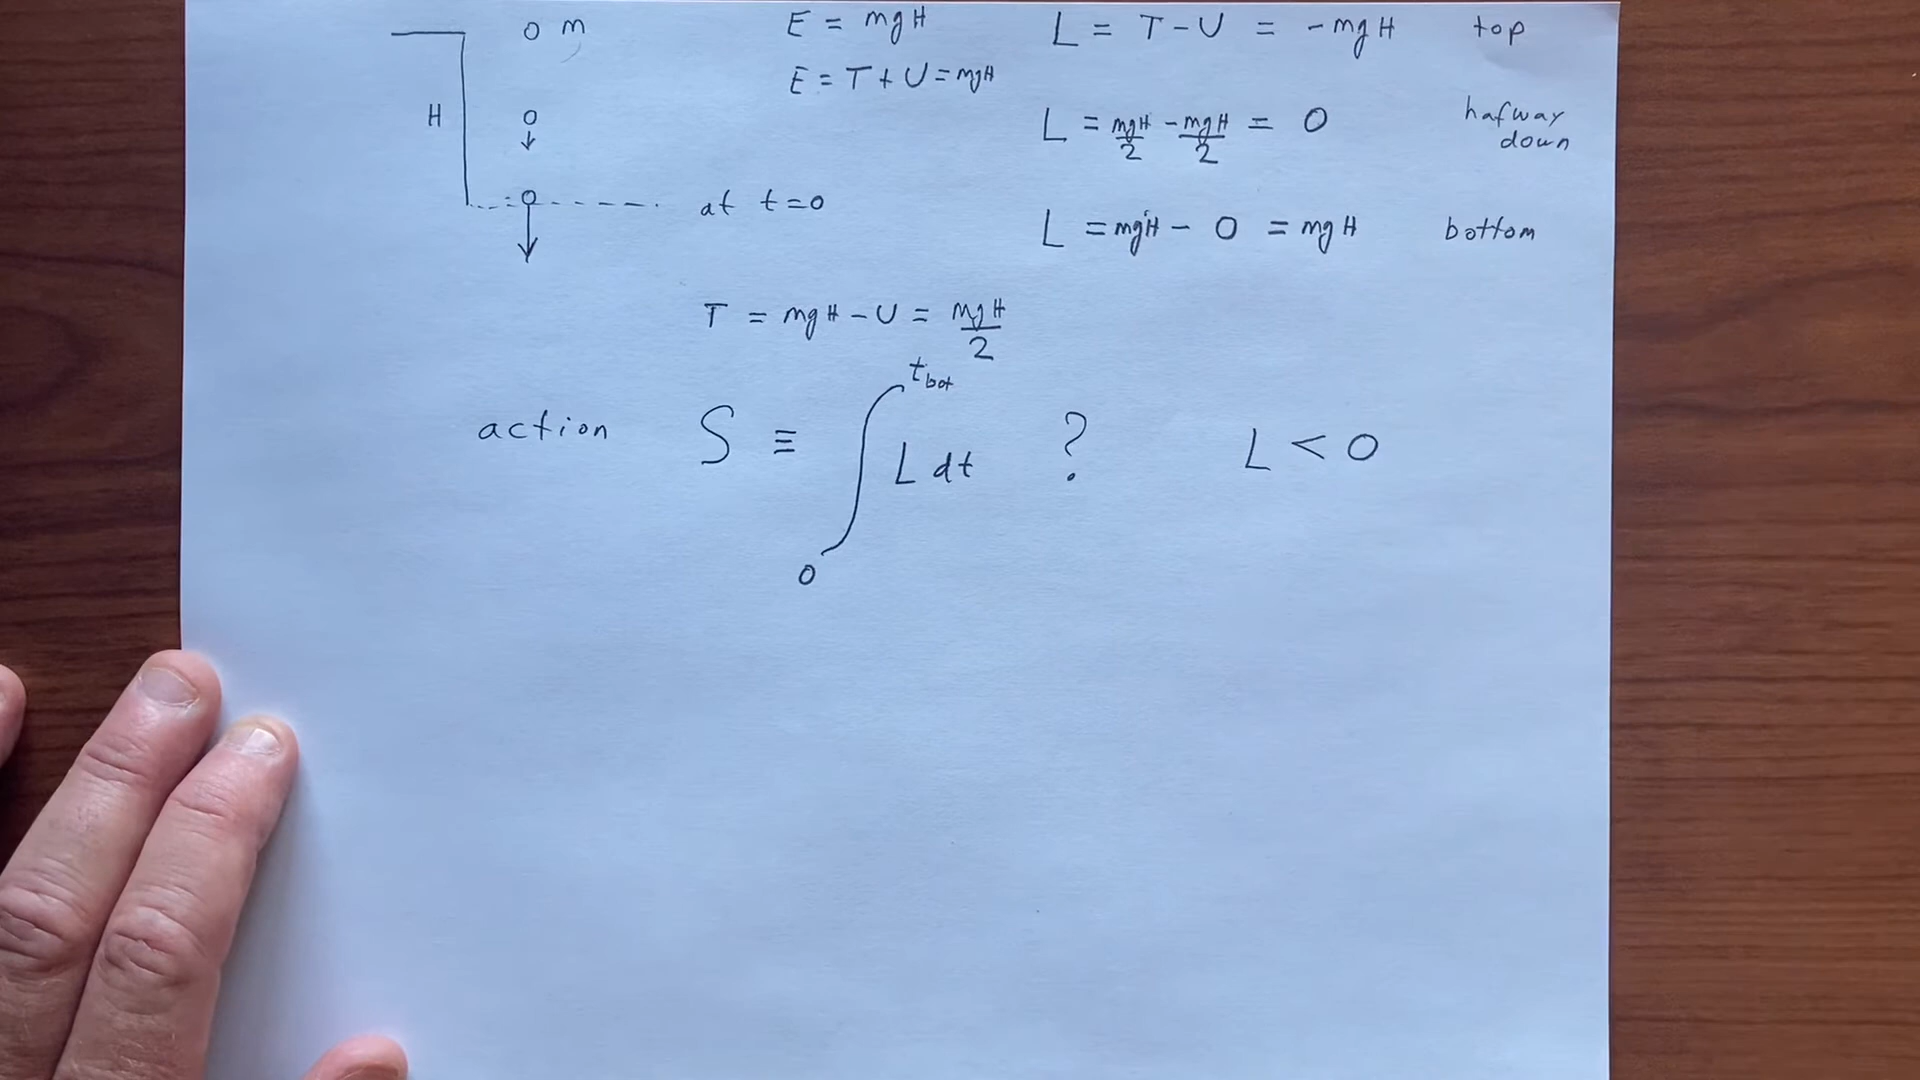 o m E = mgH L = T - U = - mgH top
E = T + U = mgH
H L = mgH/2 - mgH/2 = 0 hafway
down
at t=0
L = mgH - 0 = mgH bottom
T = mgH - U = mgH/2
t bot
action S ≡ ∫ L dt ? L < 0
0